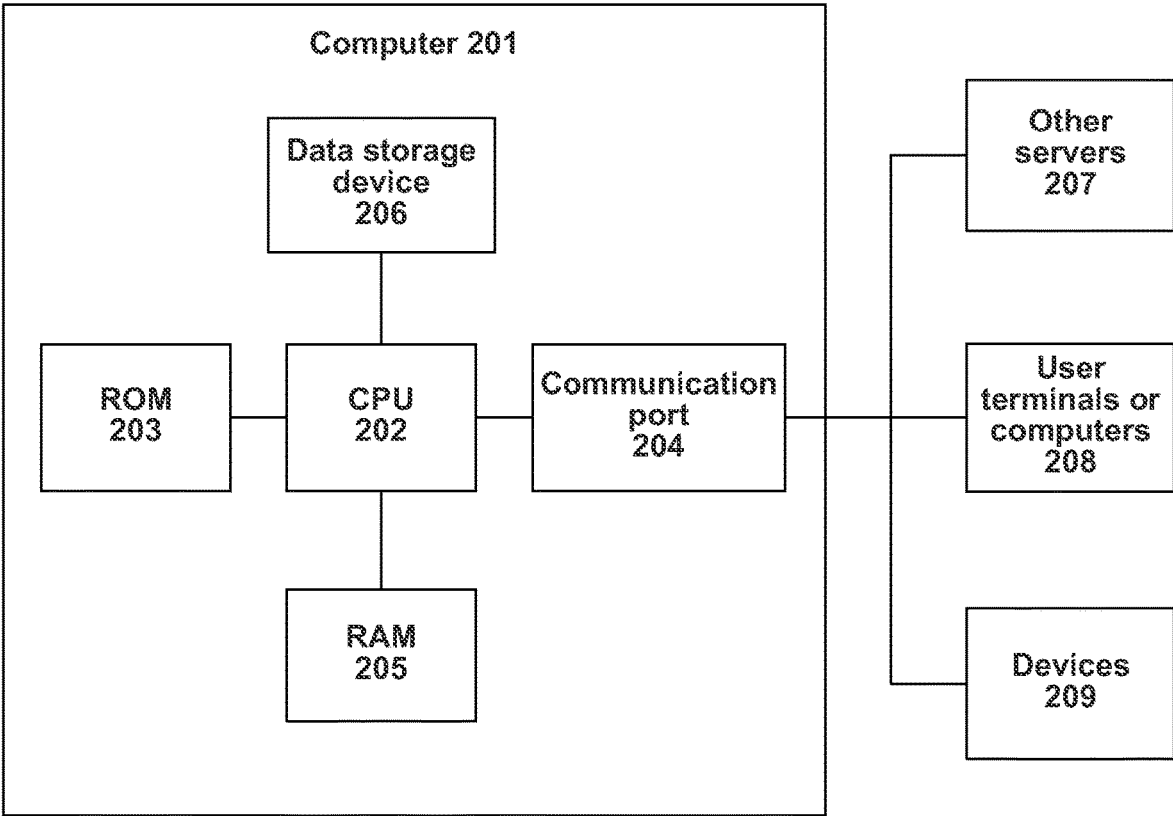 Computer 201
Data storage
device
206
ROM
203
CPU
202
Communication
port
204
RAM
205
Other
servers
207
User
terminals or
computers
208
Devices
209